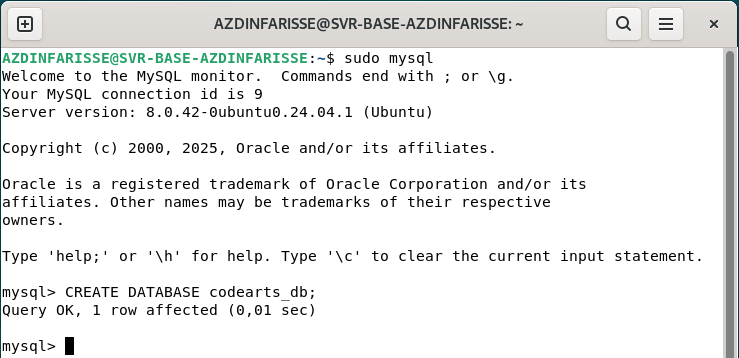 AZDINFARISSE@SVR-BASE-AZDINFARISSE: ~
AZDINFARISSE@SVR-BASE-AZDINFARISSE:~$ sudo mysql
Welcome to the MySQL monitor.  Commands end with ; or \g.
Your MySQL connection id is 9
Server version: 8.0.42-0ubuntu0.24.04.1 (Ubuntu)
Copyright (c) 2000, 2025, Oracle and/or its affiliates.
Oracle is a registered trademark of Oracle Corporation and/or its
affiliates. Other names may be trademarks of their respective
owners.
Type 'help;' or '\h' for help. Type '\c' to clear the current input statement.
mysql> CREATE DATABASE codearts_db;
Query OK, 1 row affected (0,01 sec)
mysql>